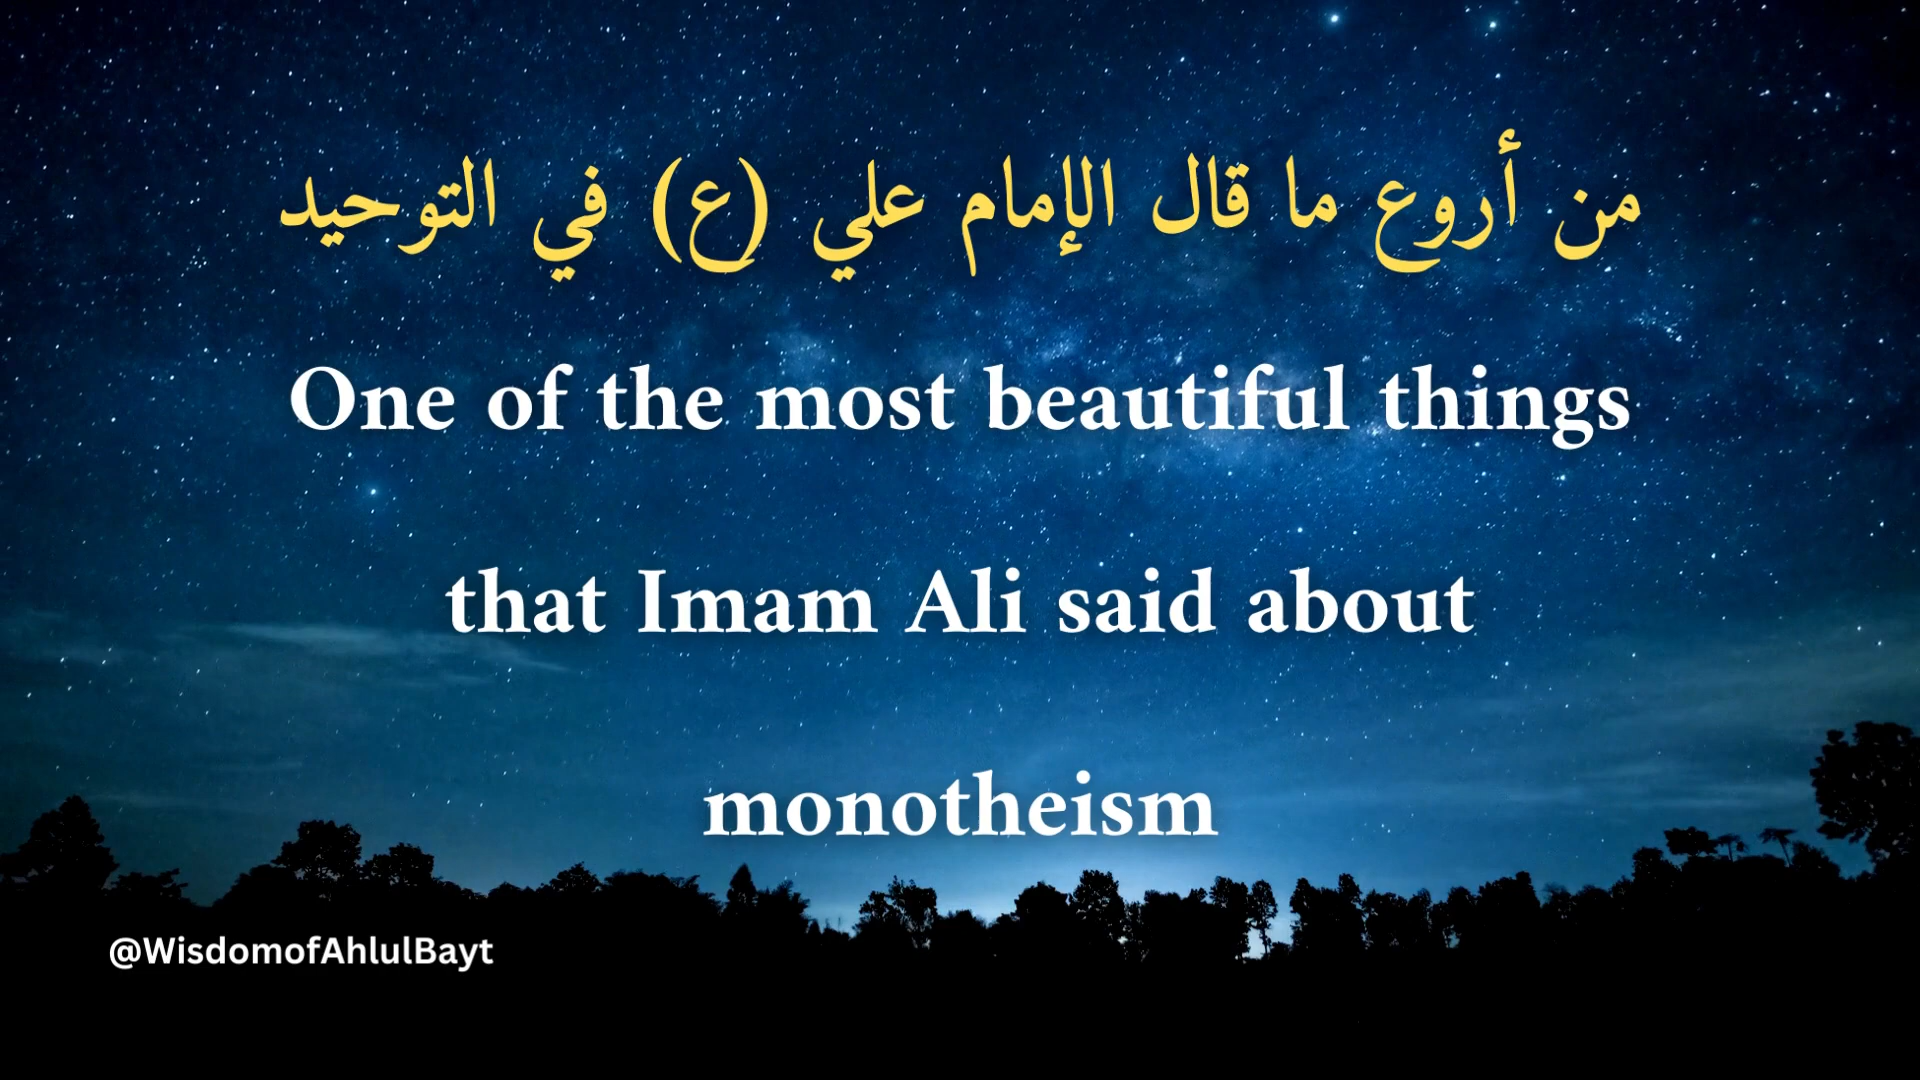 من أروع ما قال الإمام علي (ع) في التوحيد
One of the most beautiful things
that Imam Ali said about
monotheism
@WisdomofAhlulBayt